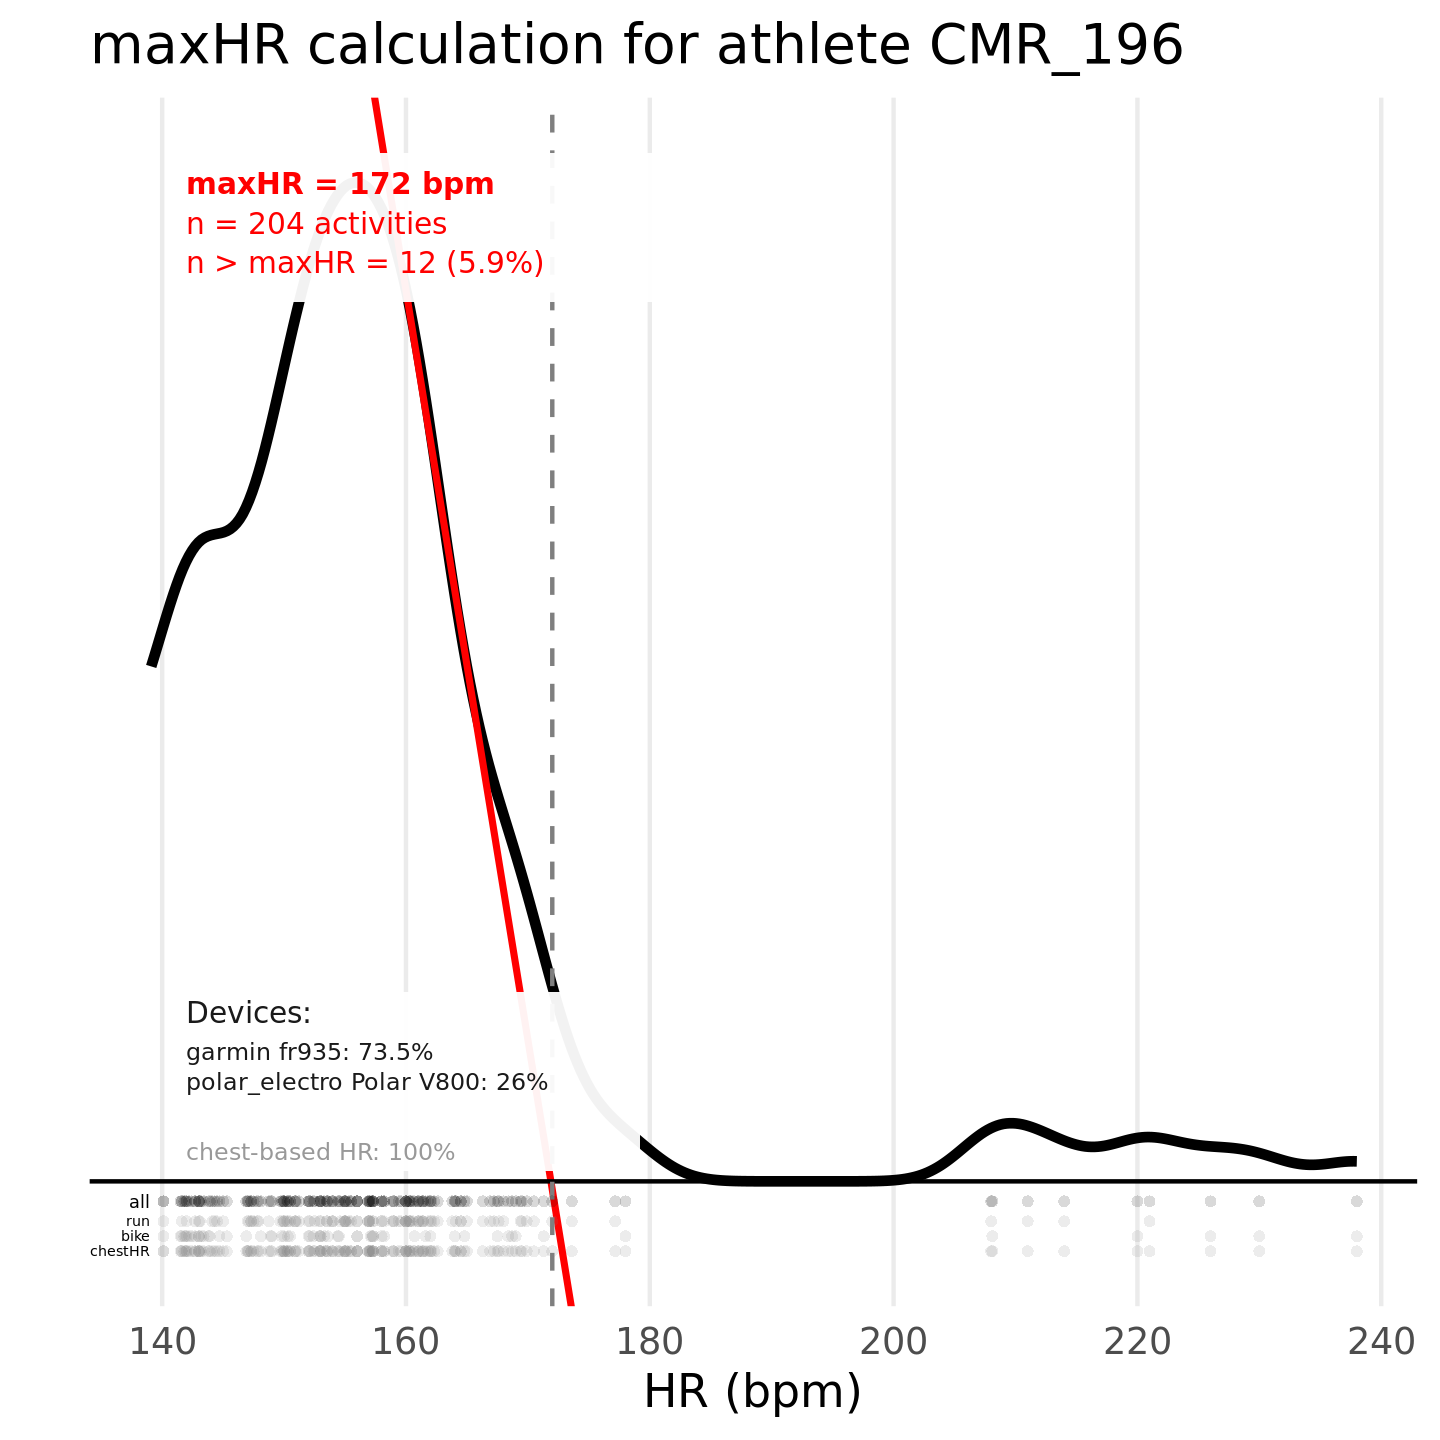 maxHR calculation for athlete CMR_196
maxHR = 172 bpm
n = 204 activities
n > maxHR = 12 (5.9%)
Devices:
garmin fr935: 73.5%
polar_electro Polar V800: 26%
chest-based HR: 100%
all
run
bike
chestHR
140 160 180 200 220 240
HR (bpm)